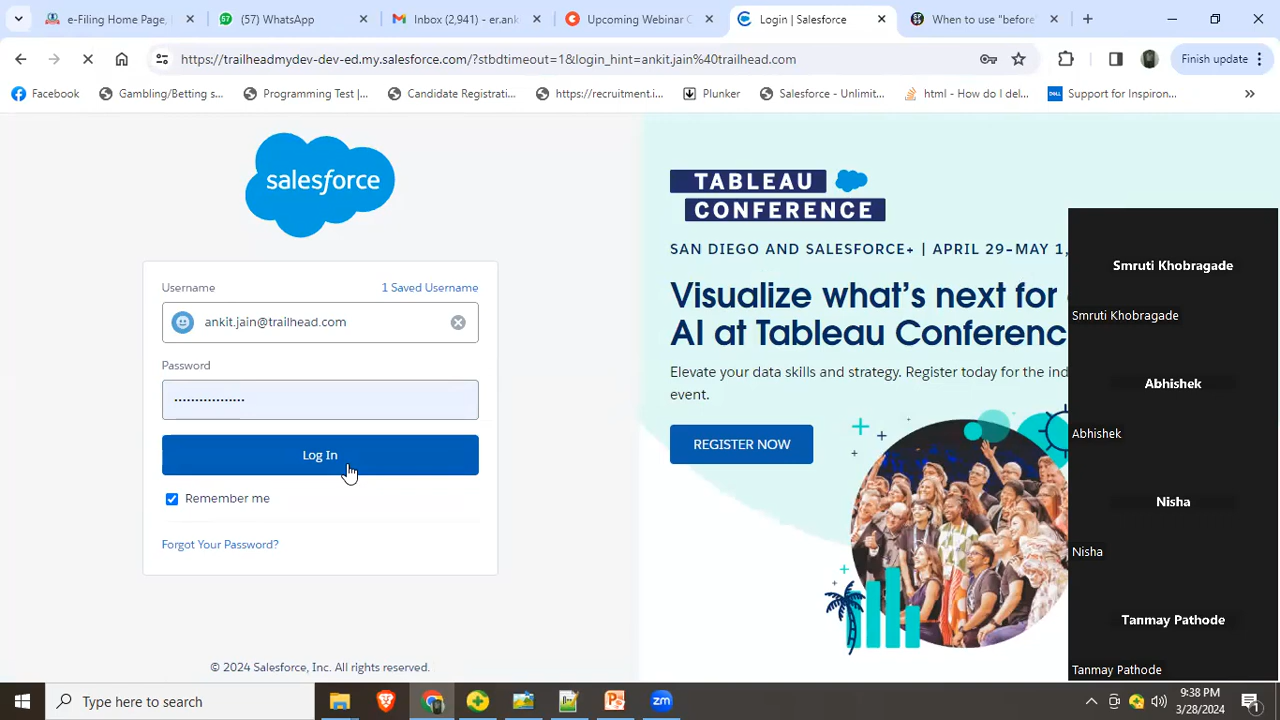 e-Filing Home Page,
(57) WhatsApp
Inbox (2,941) - er.ank
Upcoming Webinar C
Login | Salesforce
When to use "before
https://trailheadmydev-dev-ed.my.salesforce.com/?stbdtimeout=1&login_hint=ankit.jain%40trailhead.com
Finish update
Facebook
Gambling/Betting s...
Programming Test |...
Candidate Registrati...
https://recruitment.i...
Plunker
Salesforce - Unlimit...
html - How do I del...
Support for Inspiron...
salesforce
Username
1 Saved Username
ankit.jain@trailhead.com
Password
•••••••••••••••••
Log In
Remember me
Forgot Your Password?
© 2024 Salesforce, Inc. All rights reserved.
TABLEAU
CONFERENCE
SAN DIEGO AND SALESFORCE+ | APRIL 29–MAY 1,
Visualize what's next for
AI at Tableau Conferenc
Elevate your data skills and strategy. Register today for the ind
event.
REGISTER NOW
Smruti Khobragade
Smruti Khobragade
Abhishek
Abhishek
Nisha
Nisha
Tanmay Pathode
Tanmay Pathode
Type here to search
zm
9:38 PM
3/28/2024
1